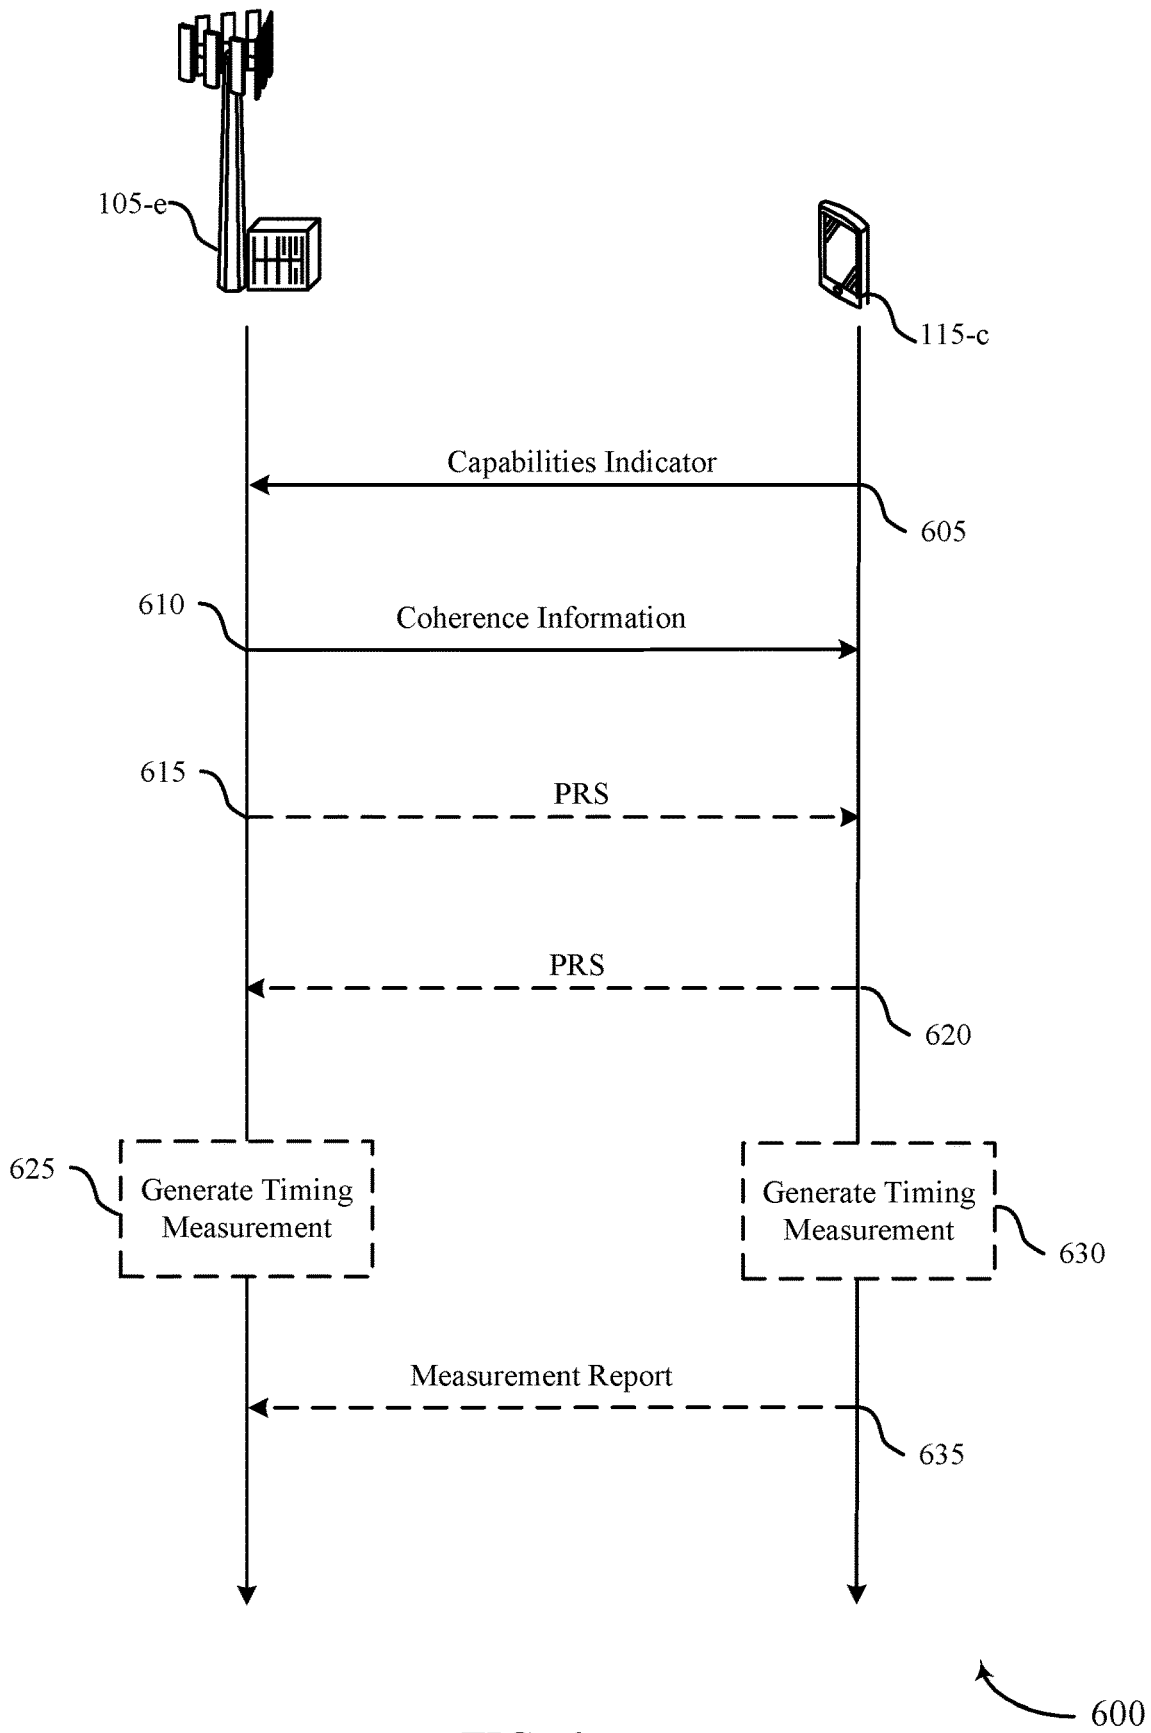 105-e
115-c
Capabilities Indicator
605
610
Coherence Information
615
PRS
PRS
620
625
Generate Timing
Measurement
Generate Timing
Measurement
630
Measurement Report
635
600